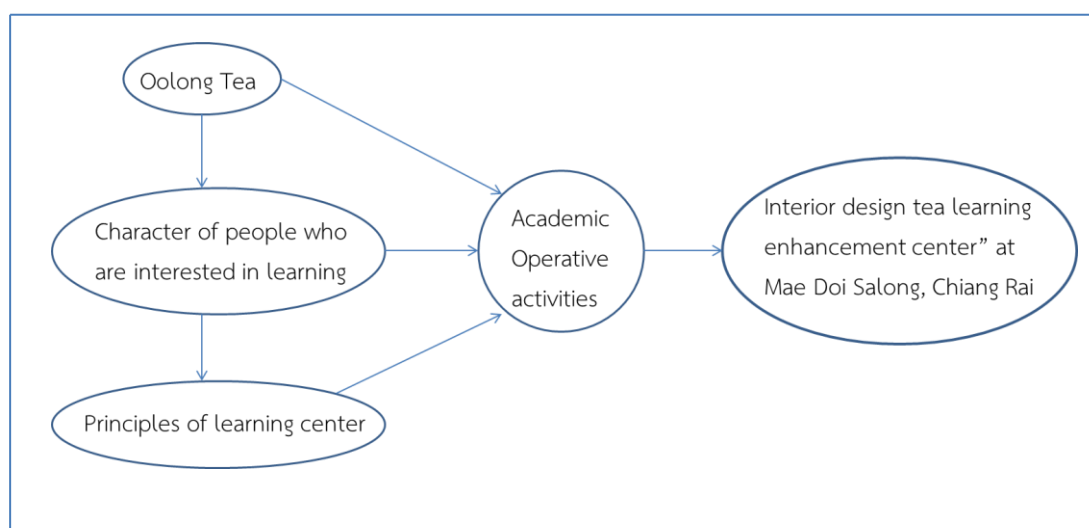 Oolong Tea
Character of people who
are interested in learning
Principles of learning center
Academic
Operative
activities
Interior design tea learning
enhancement center” at
Mae Doi Salong, Chiang Rai